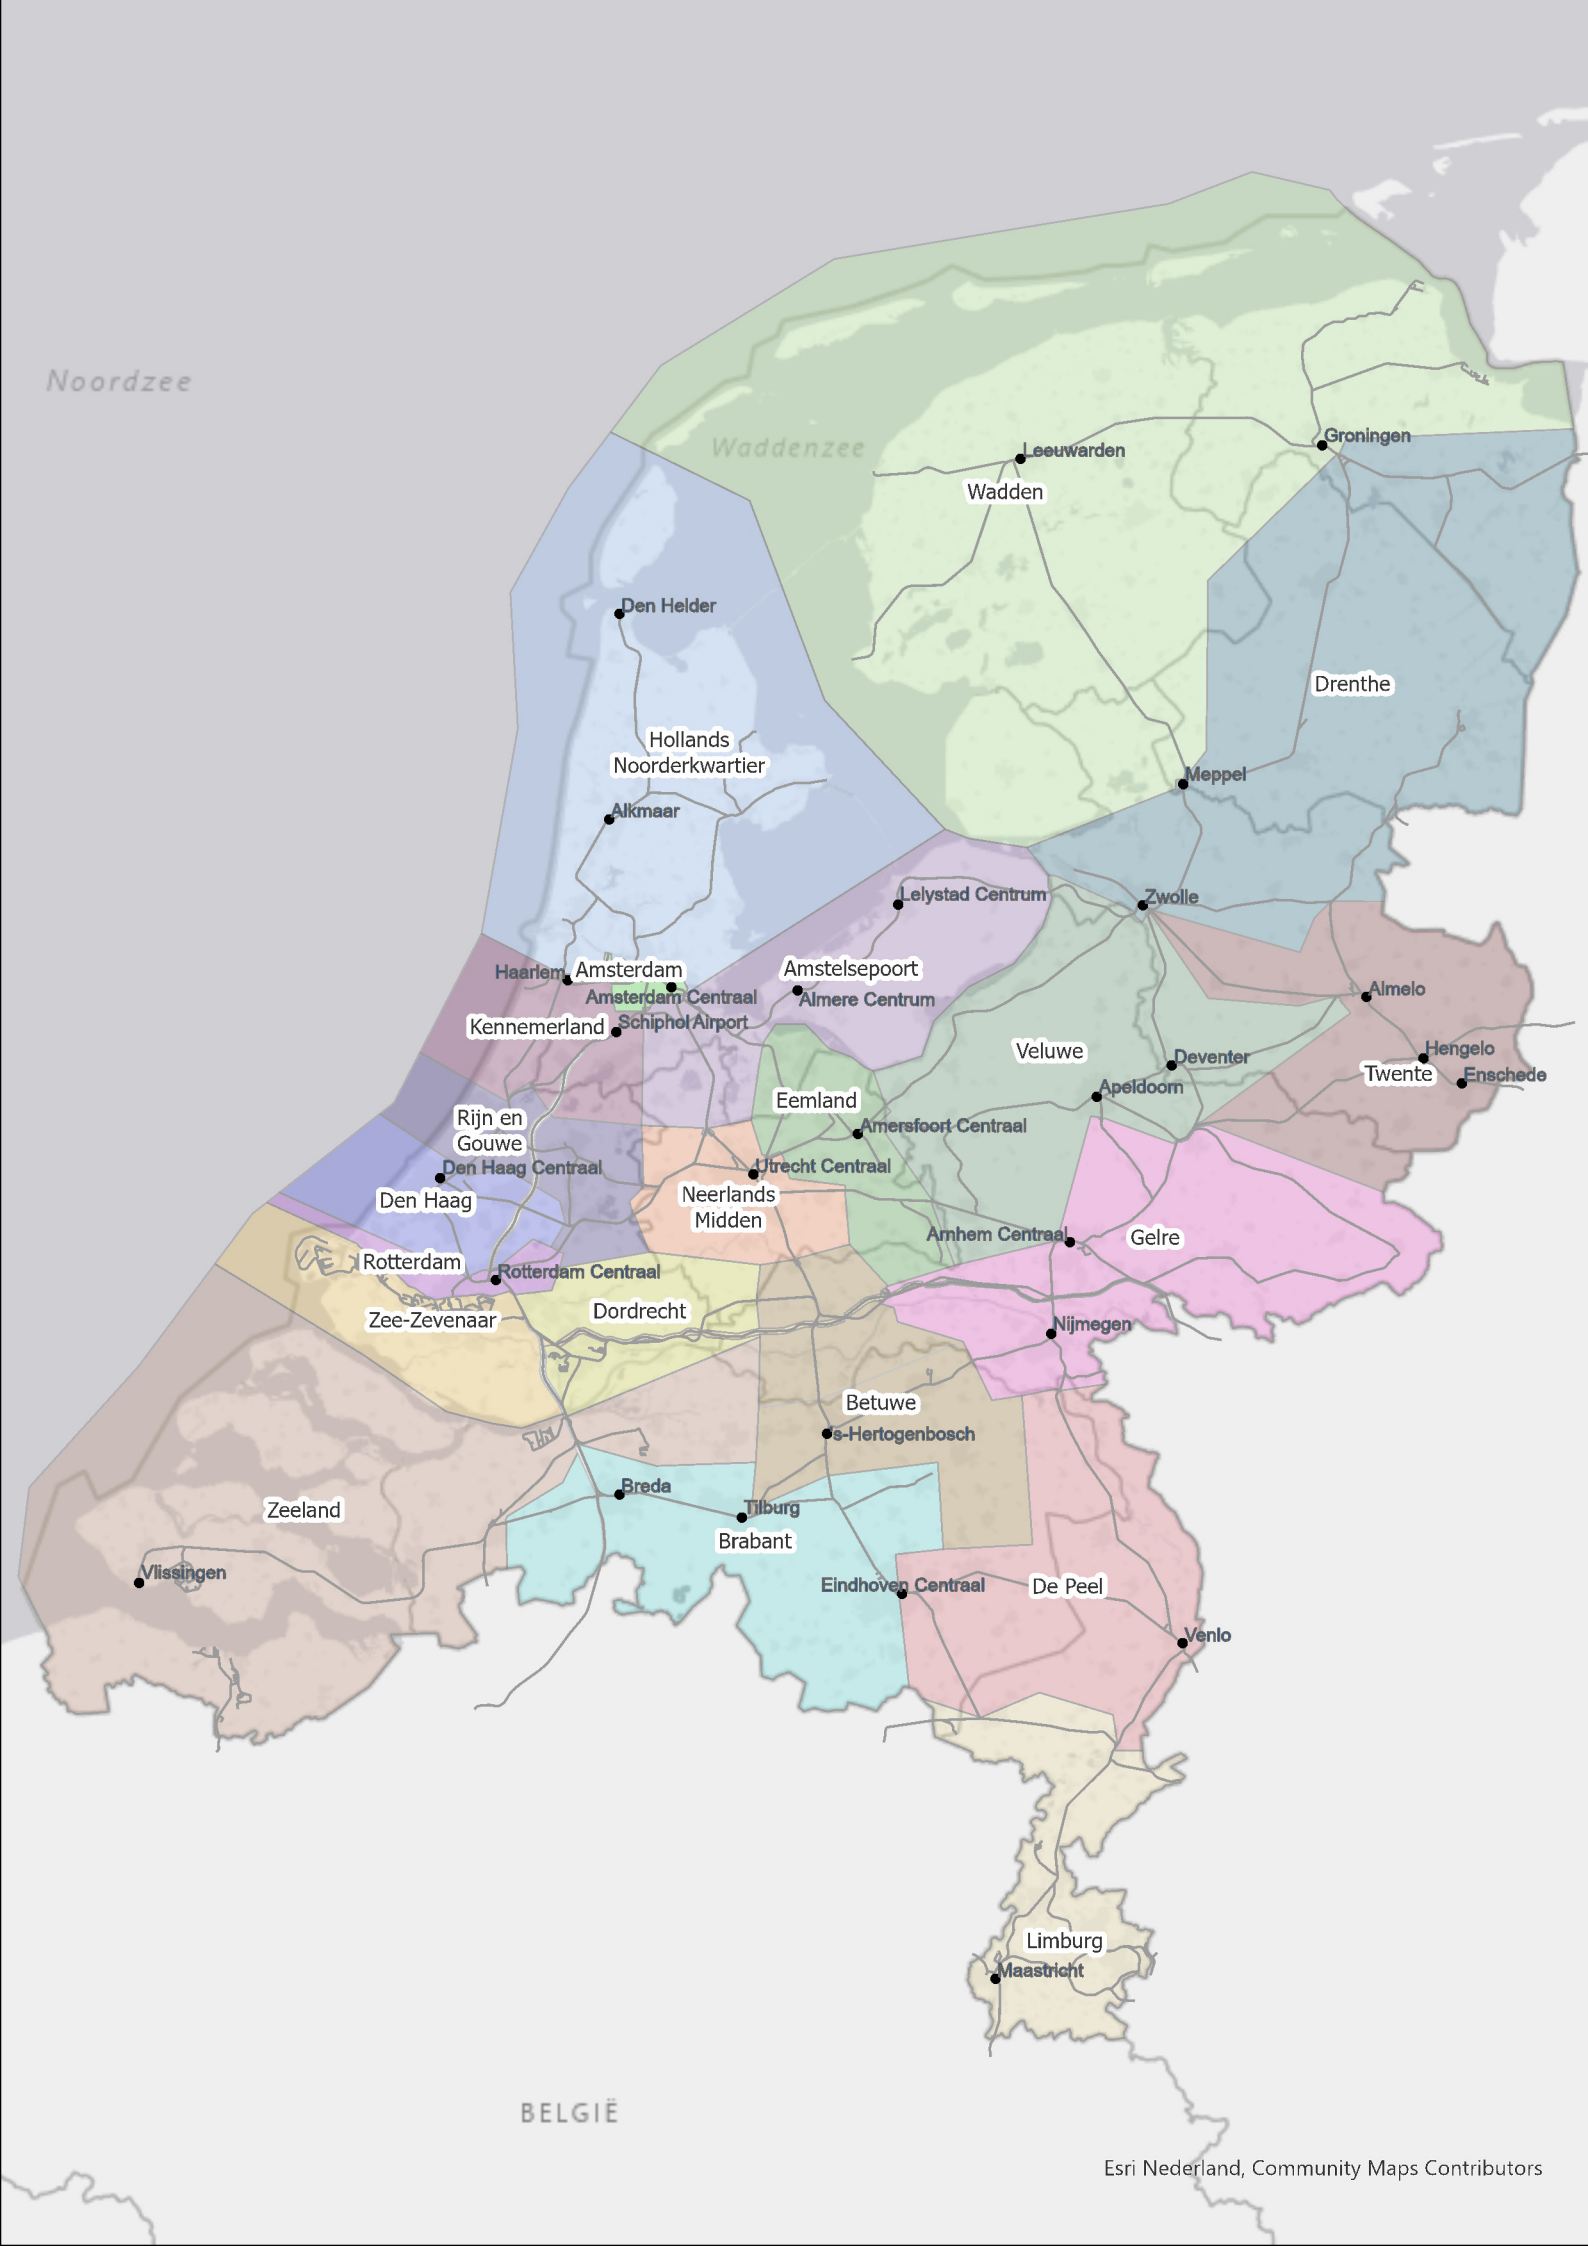 Noordzee
Waddenzee
Groningen
Leeuwarden
Wadden
Den Helder
Drenthe
Hollands
Noorderkwartier
Meppel
Alkmaar
Lelystad Centrum
Zwolle
Haarlem
Amsterdam
Amstelsepoort
Almelo
Amsterdam Centraal
Almere Centrum
Kennemerland
Schiphol Airport
Veluwe
Hengelo
Deventer
Twente
Enschede
Apeldoorn
Eemland
Rijn en
Gouwe
Amersfoort Centraal
Den Haag Centraal
Utrecht Centraal
Den Haag
Neerlands
Midden
Arnhem Centraal
Gelre
Rotterdam
Rotterdam Centraal
Dordrecht
Zee-Zevenaar
Nijmegen
Betuwe
's-Hertogenbosch
Breda
Zeeland
Tilburg
Brabant
Vlissingen
Eindhoven Centraal
De Peel
Venlo
Limburg
Maastricht
BELGIË
Esri Nederland, Community Maps Contributors